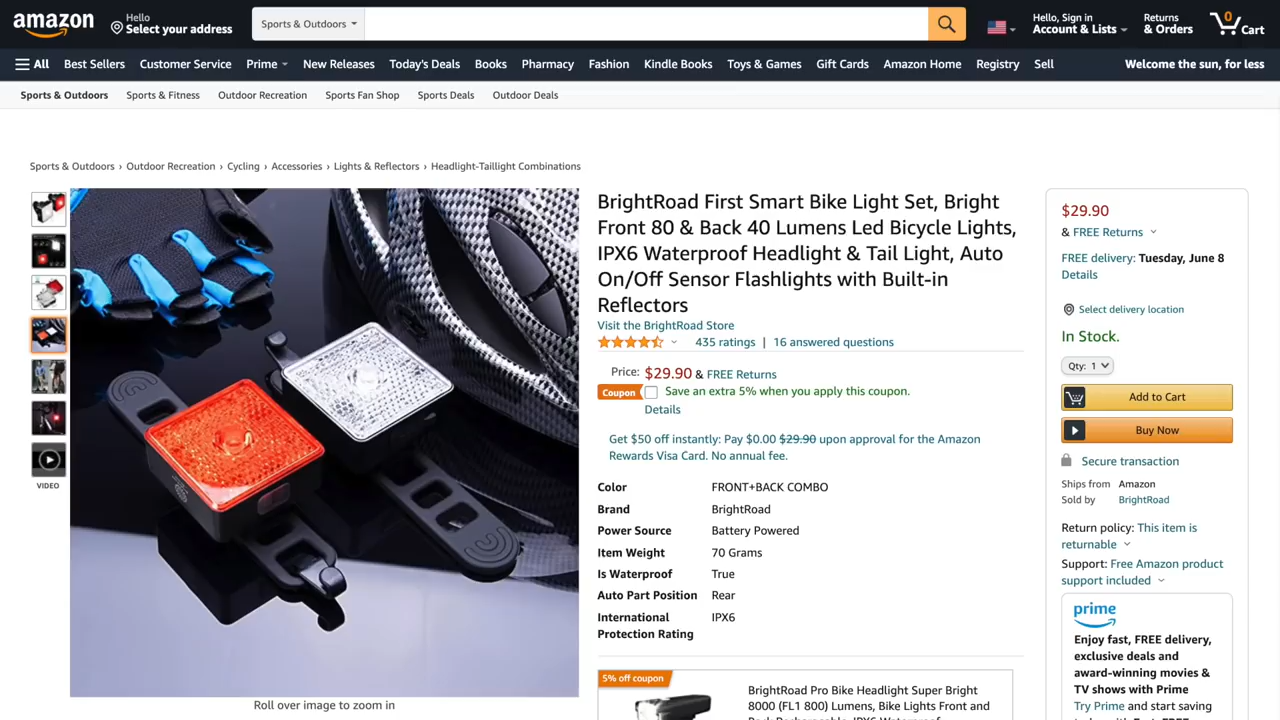 amazon
Hello
Select your address
Sports & Outdoors
Hello, Sign in
Account & Lists
Returns
& Orders
0
Cart
All
Best Sellers
Customer Service
Prime
New Releases
Today's Deals
Books
Pharmacy
Fashion
Kindle Books
Toys & Games
Gift Cards
Amazon Home
Registry
Sell
Welcome the sun, for less
Sports & Outdoors
Sports & Fitness
Outdoor Recreation
Sports Fan Shop
Sports Deals
Outdoor Deals
Sports & Outdoors › Outdoor Recreation › Cycling › Accessories › Lights & Reflectors › Headlight-Taillight Combinations
VIDEO
Roll over image to zoom in
BrightRoad First Smart Bike Light Set, Bright
Front 80 & Back 40 Lumens Led Bicycle Lights,
IPX6 Waterproof Headlight & Tail Light, Auto
On/Off Sensor Flashlights with Built-in
Reflectors
Visit the BrightRoad Store
435 ratings | 16 answered questions
Price: $29.90 & FREE Returns
Coupon Save an extra 5% when you apply this coupon.
Details
Get $50 off instantly: Pay $0.00 $29.90 upon approval for the Amazon
Rewards Visa Card. No annual fee.
Color FRONT+BACK COMBO
Brand BrightRoad
Power Source Battery Powered
Item Weight 70 Grams
Is Waterproof True
Auto Part Position Rear
International IPX6
Protection Rating
5% off coupon
BrightRoad Pro Bike Headlight Super Bright
8000 (FL1 800) Lumens, Bike Lights Front and
$29.90
& FREE Returns
FREE delivery: Tuesday, June 8
Details
Select delivery location
In Stock.
Qty: 1
Add to Cart
Buy Now
Secure transaction
Ships from Amazon
Sold by BrightRoad
Return policy: This item is
returnable
Support: Free Amazon product
support included
prime
Enjoy fast, FREE delivery,
exclusive deals and
award-winning movies &
TV shows with Prime
Try Prime and start saving